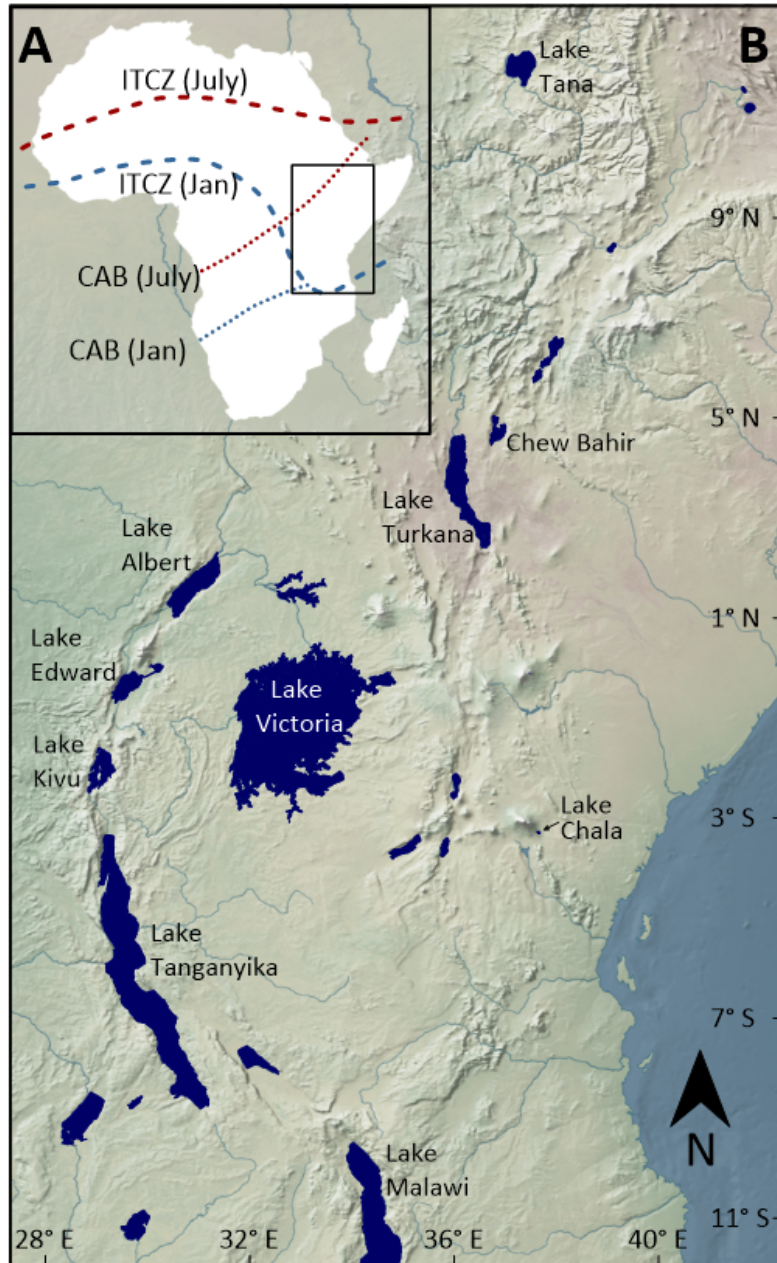 A
ITCZ (July)
ITCZ (Jan)
CAB (July)
CAB (Jan)
B
Lake
Tana
9° N
5° N
Chew Bahir
Lake
Turkana
Lake
Albert
1° N
Lake
Edward
Lake
Victoria
Lake
Kivu
Lake
Chala
3° S
Lake
Tanganyika
7° S
N
Lake
Malawi
11° S
28° E
32° E
36° E
40° E